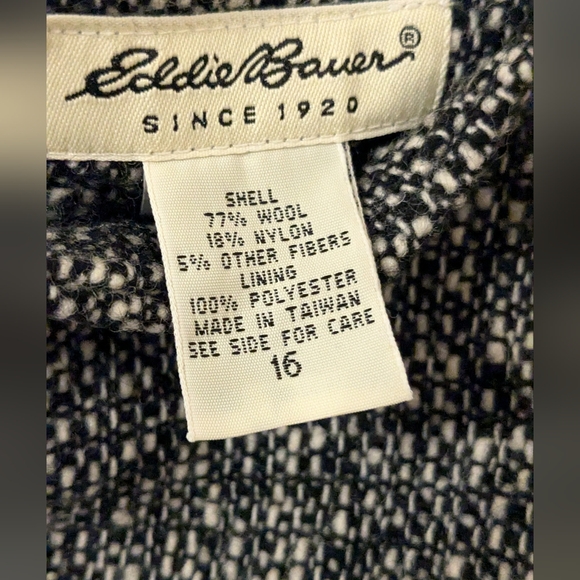 Eddie Bauer®
SINCE 1920
SHELL
77% WOOL
18% NYLON
5% OTHER FIBERS
LINING
100% POLYESTER
MADE IN TAIWAN
SEE SIDE FOR CARE
16